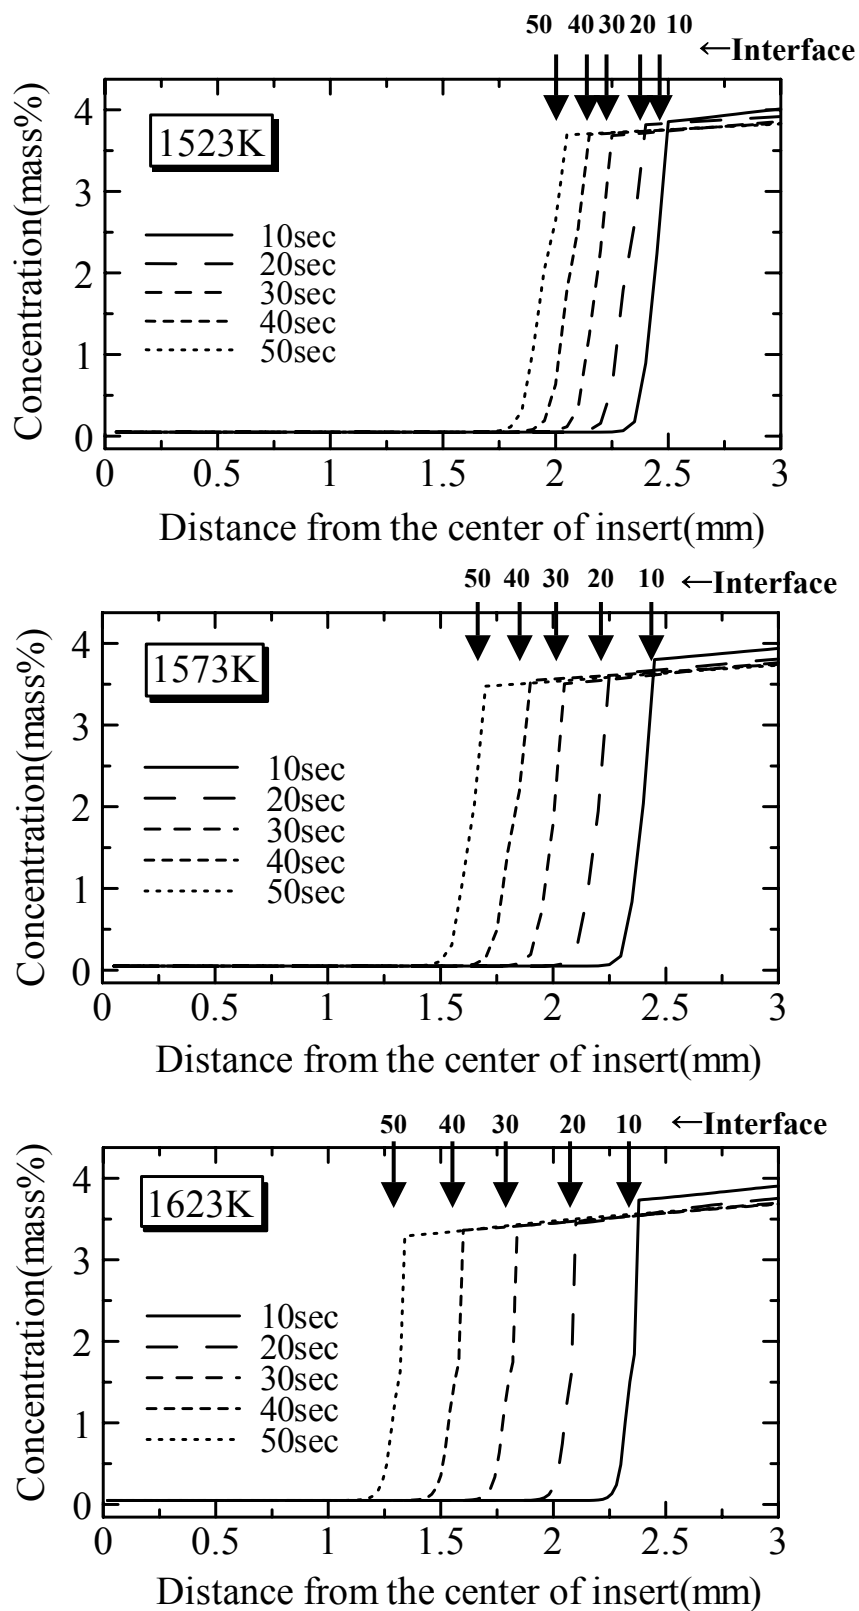 50 40 30 20 10
←Interface
4
1523K
3
10sec
20sec
2
30sec
40sec
1
50sec
0
0 0.5 1 1.5 2 2.5 3
Concentration(mass%)
Distance from the center of insert(mm)
50 40 30 20 10 ←Interface
4
1573K
3
10sec
20sec
2
30sec
40sec
1
50sec
0
0 0.5 1 1.5 2 2.5 3
Concentration(mass%)
Distance from the center of insert(mm)
50 40 30 20 10 ←Interface
4
1623K
3
10sec
2
20sec
30sec
40sec
1
50sec
0
0 0.5 1 1.5 2 2.5 3
Concentration(mass%)
Distance from the center of insert(mm)